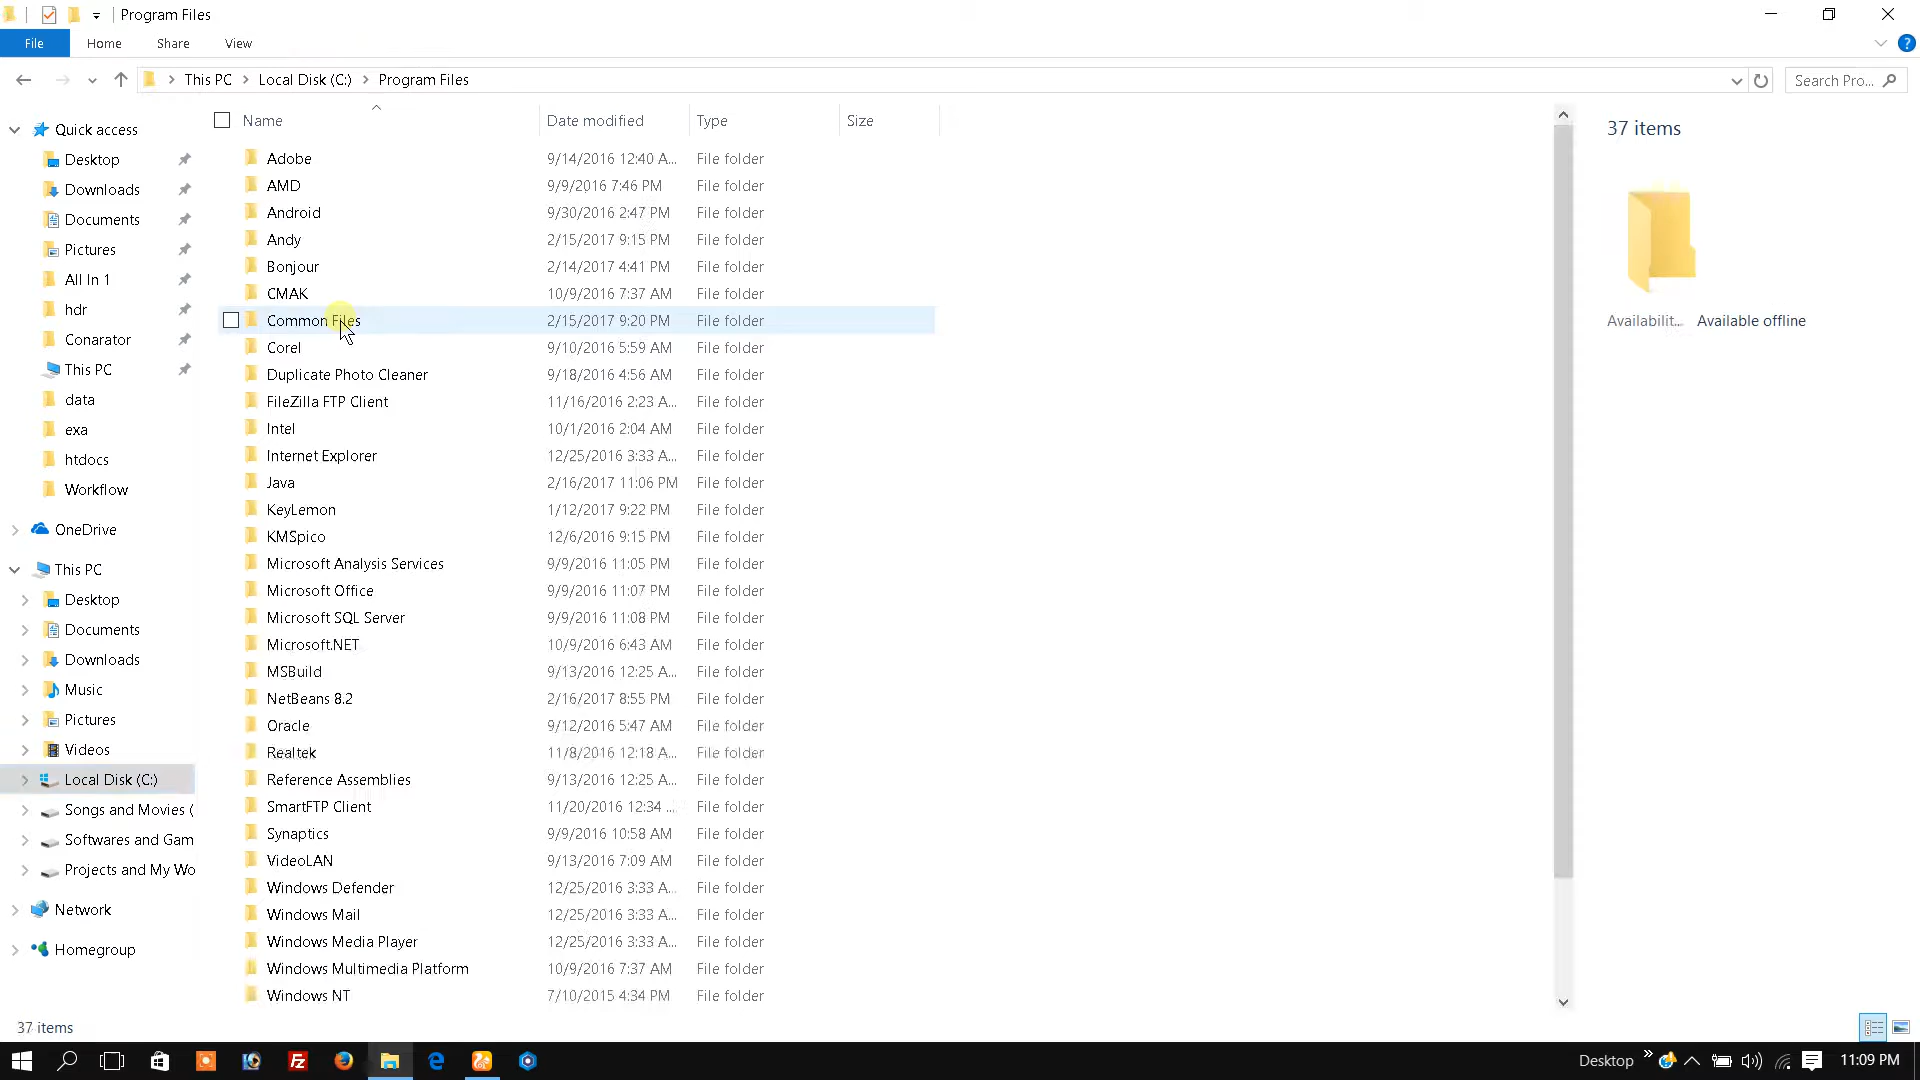 Program Files
File Home Share View
This PC Local Disk (C:) Program Files Search Pro...
Name Date modified Type Size
Quick access
Desktop
Downloads
Documents
Pictures
All In 1
hdr
Conarator
This PC
data
exa
htdocs
Workflow
OneDrive
This PC
Desktop
Documents
Downloads
Music
Pictures
Videos
Local Disk (C:)
Songs and Movies (
Softwares and Gam
Projects and My Wo
Network
Homegroup
Adobe 9/14/2016 12:40 A... File folder
AMD 9/9/2016 7:46 PM File folder
Android 9/30/2016 2:47 PM File folder
Andy 2/15/2017 9:15 PM File folder
Bonjour 2/14/2017 4:41 PM File folder
CMAK 10/9/2016 7:37 AM File folder
Common Files 2/15/2017 9:20 PM File folder
Corel 9/10/2016 5:59 AM File folder
Duplicate Photo Cleaner 9/18/2016 4:56 AM File folder
FileZilla FTP Client 11/16/2016 2:23 A... File folder
Intel 10/1/2016 2:04 AM File folder
Internet Explorer 12/25/2016 3:33 A... File folder
Java 2/16/2017 11:06 PM File folder
KeyLemon 1/12/2017 9:22 PM File folder
KMSpico 12/6/2016 9:15 PM File folder
Microsoft Analysis Services 9/9/2016 11:05 PM File folder
Microsoft Office 9/9/2016 11:07 PM File folder
Microsoft SQL Server 9/9/2016 11:08 PM File folder
Microsoft.NET 10/9/2016 6:43 AM File folder
MSBuild 9/13/2016 12:25 A... File folder
NetBeans 8.2 2/16/2017 8:55 PM File folder
Oracle 9/12/2016 5:47 AM File folder
Realtek 11/8/2016 12:18 A... File folder
Reference Assemblies 9/13/2016 12:25 A... File folder
SmartFTP Client 11/20/2016 12:34 ... File folder
Synaptics 9/9/2016 10:58 AM File folder
VideoLAN 9/13/2016 7:09 AM File folder
Windows Defender 12/25/2016 3:33 A... File folder
Windows Mail 12/25/2016 3:33 A... File folder
Windows Media Player 12/25/2016 3:33 A... File folder
Windows Multimedia Platform 10/9/2016 7:37 AM File folder
Windows NT 7/10/2015 4:34 PM File folder
37 items
Availabilit... Available offline
37 items
Desktop 11:09 PM